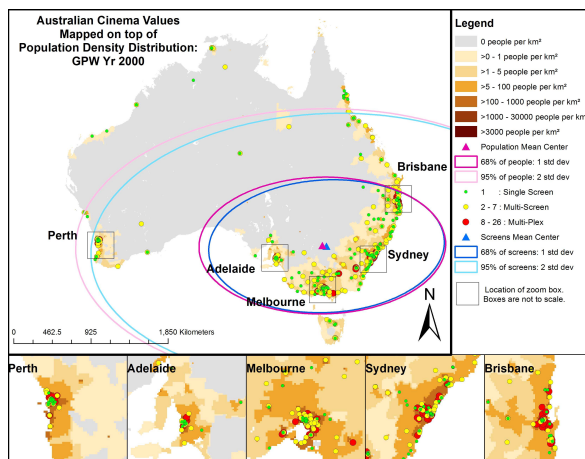 Australian Cinema Values
Mapped on top of
Population Density Distribution:
GPW Yr 2000
Brisbane
Perth
Adelaide
Sydney
Melbourne
N
0 462.5 925 1,850 Kilometers
Legend
0 people per km²
>0 - 1 people per km²
>1 - 5 people per km²
>5 - 100 people per km²
>100 - 1000 people per km²
>1000 - 30000 people per km²
>3000 people per km²
Population Mean Center
68% of people: 1 std dev
95% of people: 2 std dev
1 : Single Screen
2 - 7 : Multi-Screen
8 - 26 : Multi-Plex
Screens Mean Center
68% of screens: 1 std dev
95% of screens: 2 std dev
Location of zoom box.
Boxes are not to scale.
Perth
Adelaide
Melbourne
Sydney
Brisbane